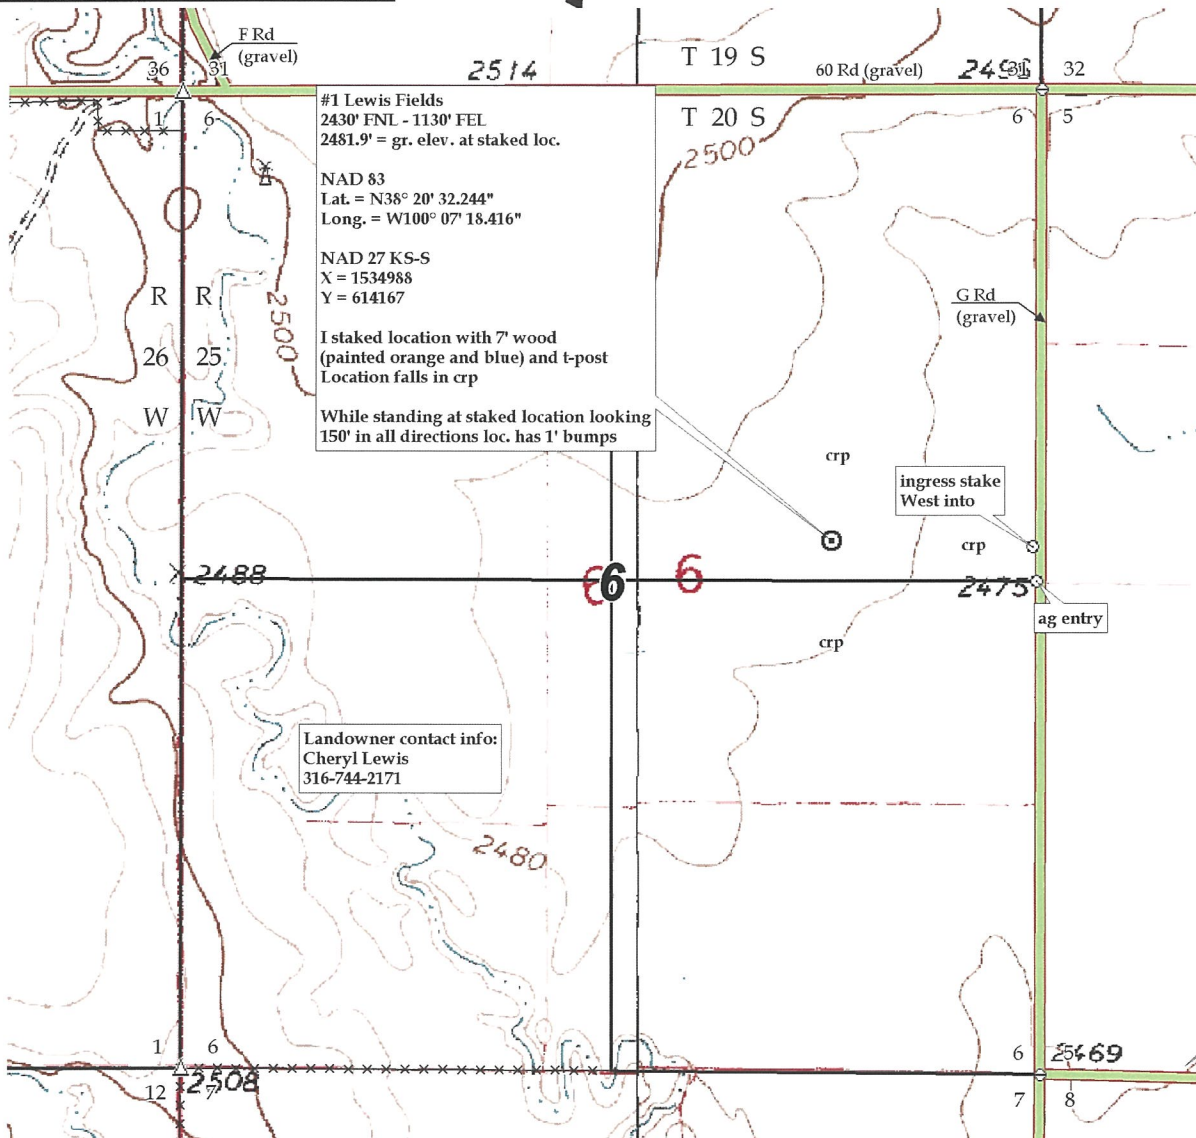 F Rd
(gravel)
36 31
2514
T 19 S
60 Rd (gravel)
31 32
1 6
T 20 S
6 5
#1 Lewis Fields
2430' FNL - 1130' FEL
2481.9' = gr. elev. at staked loc.
NAD 83
Lat. = N38° 20' 32.244"
Long. = W100° 07' 18.416"
NAD 27 KS-S
X = 1534988
Y = 614167
I staked location with 7' wood
(painted orange and blue) and t-post
Location falls in crp
While standing at staked location looking
150' in all directions loc. has 1' bumps
2500
2500
R R
26 25
W W
G Rd
(gravel)
crp
ingress stake
West into
crp
2488
6 6 6
2475
ag entry
crp
Landowner contact info:
Cheryl Lewis
316-744-2171
2480
1 6
6 5
2469
2508
12 7
7 8